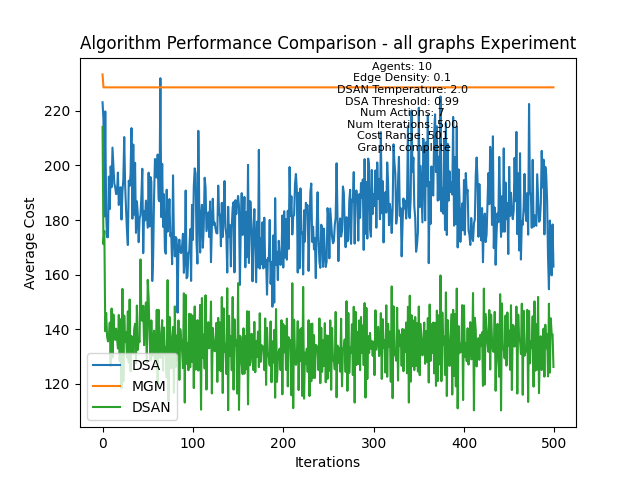 Algorithm Performance Comparison - all graphs Experiment
Agents: 10
Edge Density: 0.1
DSAN Temperature: 2.0
DSA Threshold: 0.99
Num Actions: 7
Num Iterations: 500
Cost Range: 501
Graph: complete
Average Cost
220
200
180
160
140
120
DSA
MGM
DSAN
0
100
200
300
400
500
Iterations